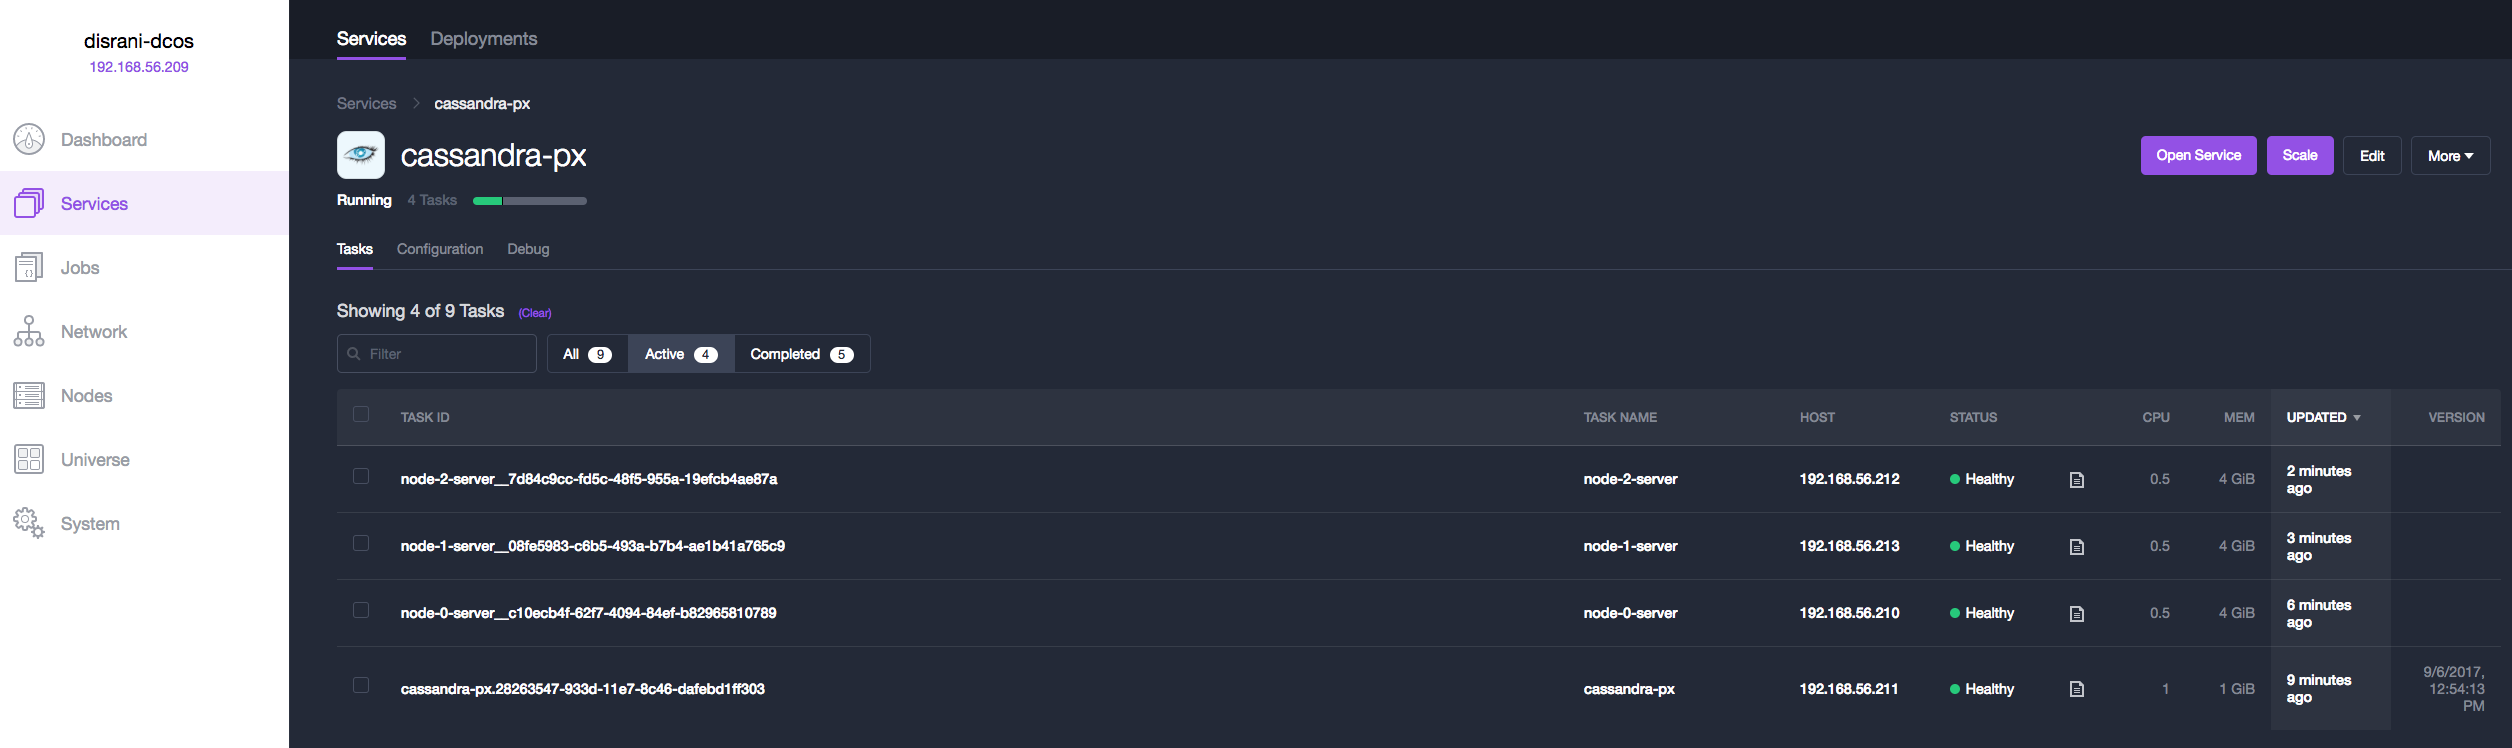 disrani-dcos
192.168.56.209
Dashboard
Services
Jobs
Network
Nodes
Universe
System
Services Deployments
Services > cassandra-px
cassandra-px
Open Service Scale Edit More
Running 4 Tasks
Tasks Configuration Debug
Showing 4 of 9 Tasks (Clear)
Filter All 9 Active 4 Completed 5
TASK ID TASK NAME HOST STATUS CPU MEM UPDATED VERSION
node-2-server__7d84c9cc-fd5c-48f5-955a-19efcb4ae87a node-2-server 192.168.56.212 Healthy 0.5 4 GiB 2 minutes ago
node-1-server__08fe5983-c6b5-493a-b7b4-ae1b41a765c9 node-1-server 192.168.56.213 Healthy 0.5 4 GiB 3 minutes ago
node-0-server__c10ecb4f-62f7-4094-84ef-b82965810789 node-0-server 192.168.56.210 Healthy 0.5 4 GiB 6 minutes ago
cassandra-px.28263547-933d-11e7-8c46-dafebd1ff303 cassandra-px 192.168.56.211 Healthy 1 1 GiB 9 minutes ago 9/6/2017, 12:54:13 PM